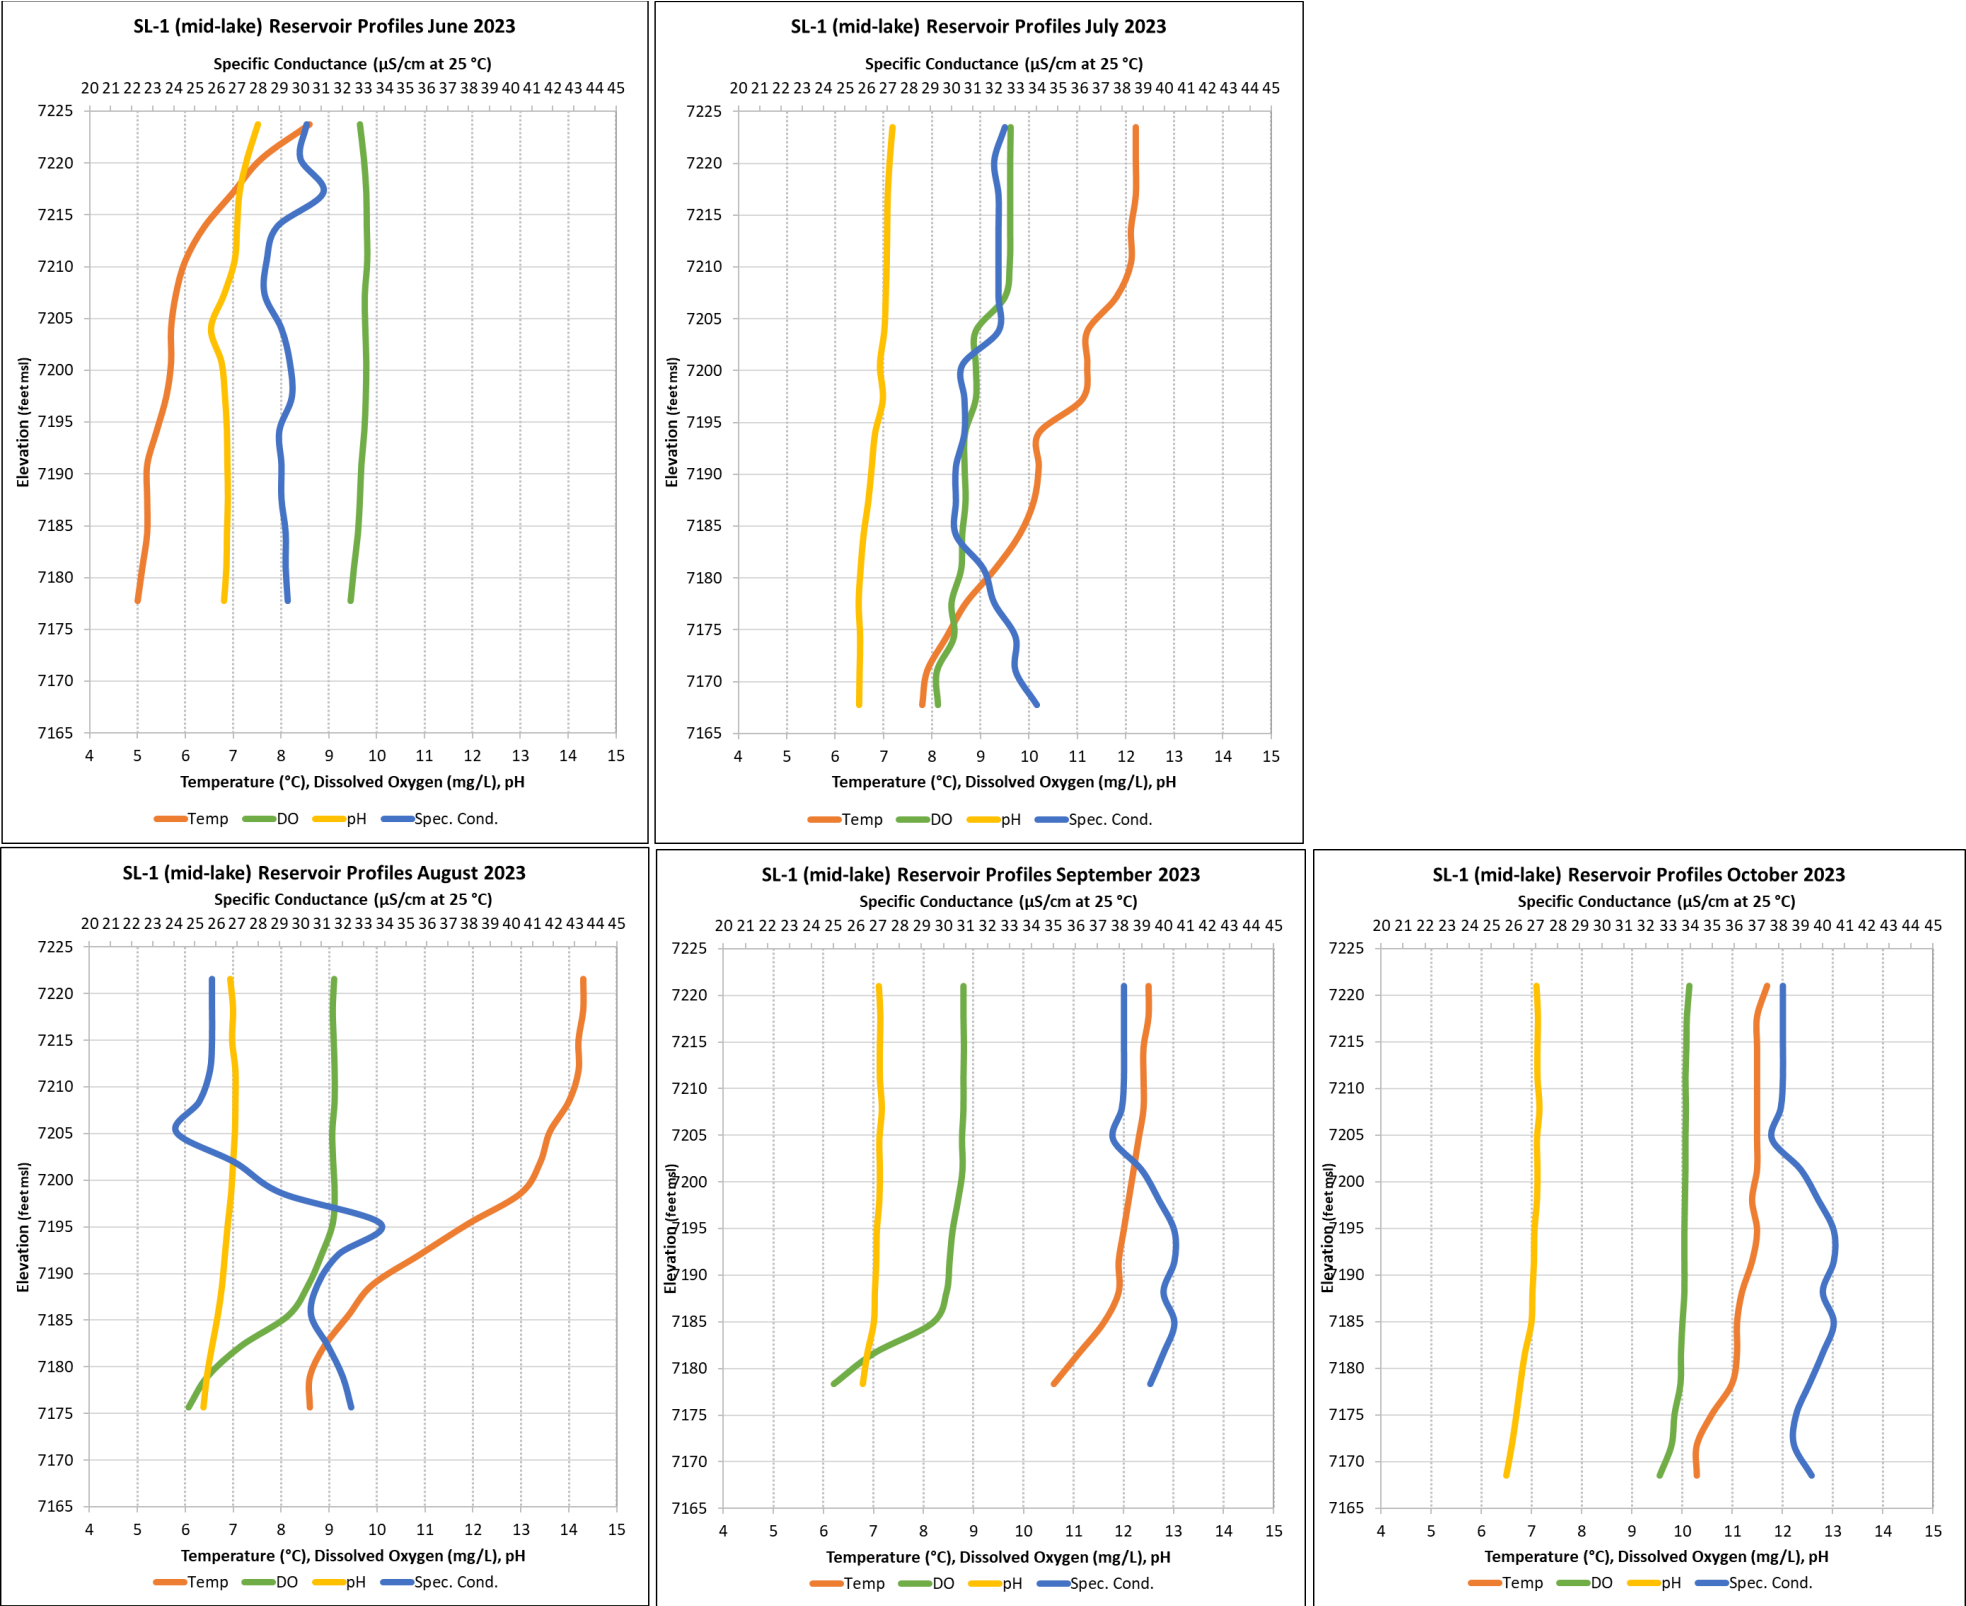 SL-1 (mid-lake) Reservoir Profiles June 2023
Specific Conductance (µS/cm at 25 °C)
20 21 22 23 24 25 26 27 28 29 30 31 32 33 34 35 36 37 38 39 40 41 42 43 44 45
7225
7220
7215
7210
7205
7200
7195
7190
7185
7180
7175
7170
7165
Elevation (feet msl)
4 5 6 7 8 9 10 11 12 13 14 15
Temperature (°C), Dissolved Oxygen (mg/L), pH
Temp DO pH Spec. Cond.
SL-1 (mid-lake) Reservoir Profiles July 2023
Specific Conductance (µS/cm at 25 °C)
20 21 22 23 24 25 26 27 28 29 30 31 32 33 34 35 36 37 38 39 40 41 42 43 44 45
7225
7220
7215
7210
7205
7200
7195
7190
7185
7180
7175
7170
7165
Elevation (feet msl)
4 5 6 7 8 9 10 11 12 13 14 15
Temperature (°C), Dissolved Oxygen (mg/L), pH
Temp DO pH Spec. Cond.
SL-1 (mid-lake) Reservoir Profiles August 2023
Specific Conductance (µS/cm at 25 °C)
20 21 22 23 24 25 26 27 28 29 30 31 32 33 34 35 36 37 38 39 40 41 42 43 44 45
7225
7220
7215
7210
7205
7200
7195
7190
7185
7180
7175
7170
7165
Elevation (feet msl)
4 5 6 7 8 9 10 11 12 13 14 15
Temperature (°C), Dissolved Oxygen (mg/L), pH
Temp DO pH Spec. Cond.
SL-1 (mid-lake) Reservoir Profiles September 2023
Specific Conductance (µS/cm at 25 °C)
20 21 22 23 24 25 26 27 28 29 30 31 32 33 34 35 36 37 38 39 40 41 42 43 44 45
7225
7220
7215
7210
7205
7200
7195
7190
7185
7180
7175
7170
7165
Elevation (feet msl)
4 5 6 7 8 9 10 11 12 13 14 15
Temperature (°C), Dissolved Oxygen (mg/L), pH
Temp DO pH Spec. Cond.
SL-1 (mid-lake) Reservoir Profiles October 2023
Specific Conductance (µS/cm at 25 °C)
20 21 22 23 24 25 26 27 28 29 30 31 32 33 34 35 36 37 38 39 40 41 42 43 44 45
7225
7220
7215
7210
7205
7200
7195
7190
7185
7180
7175
7170
7165
Elevation (feet msl)
4 5 6 7 8 9 10 11 12 13 14 15
Temperature (°C), Dissolved Oxygen (mg/L), pH
Temp DO pH Spec. Cond.